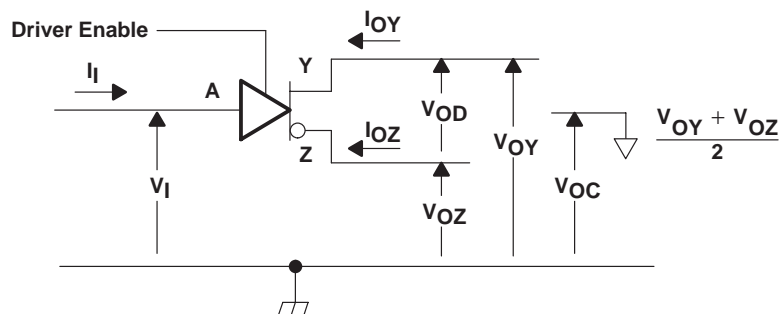 Driver Enable
IOY
II
A
Y
IOZ
Z
VOD
VOY
VOY + VOZ
2
VI
VOZ
VOC